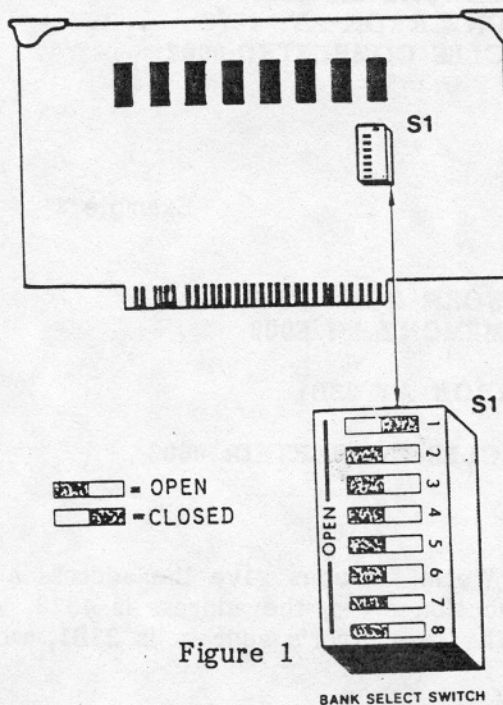 S1
S1
OPEN
1
2
3
4
5
6
7
8
= OPEN
= CLOSED
Figure 1
BANK SELECT SWITCH